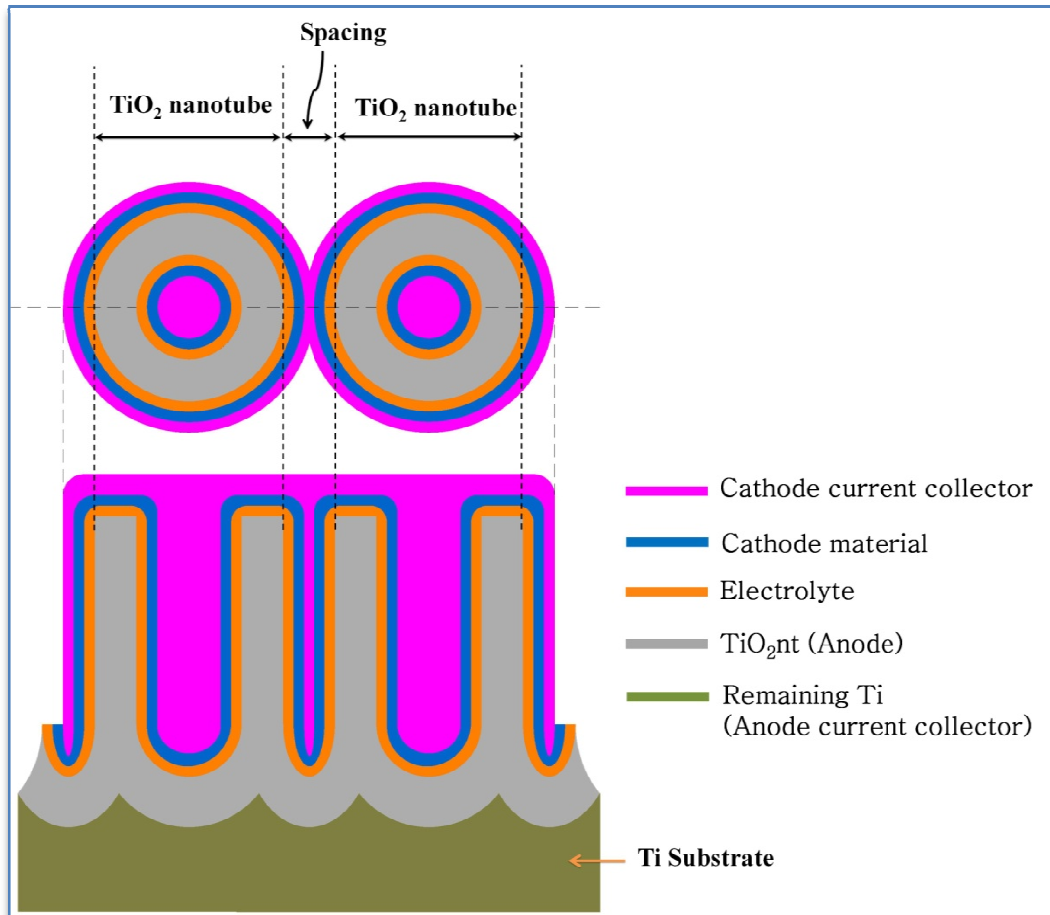 Spacing
TiO₂ nanotube
TiO₂ nanotube
Cathode current collector
Cathode material
Electrolyte
TiO₂nt (Anode)
Remaining Ti
(Anode current collector)
Ti Substrate